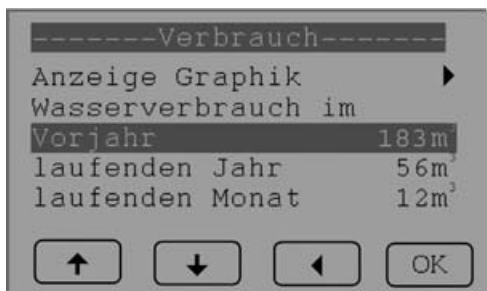 -------Verbrauch-------
Anzeige Graphik
Wasserverbrauch im
Vorjahr 183m³
laufenden Jahr 56m³
laufenden Monat 12m³
OK